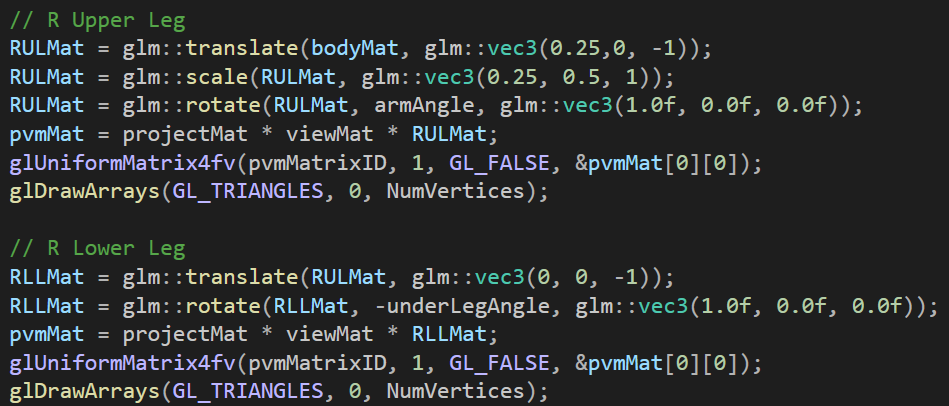 // R Upper Leg
RULMat = glm::translate(bodyMat, glm::vec3(0.25,0, -1));
RULMat = glm::scale(RULMat, glm::vec3(0.25, 0.5, 1));
RULMat = glm::rotate(RULMat, armAngle, glm::vec3(1.0f, 0.0f, 0.0f));
pvmMat = projectMat * viewMat * RULMat;
glUniformMatrix4fv(pvmMatrixID, 1, GL_FALSE, &pvmMat[0][0]);
glDrawArrays(GL_TRIANGLES, 0, NumVertices);

// R Lower Leg
RLLMat = glm::translate(RULMat, glm::vec3(0, 0, -1));
RLLMat = glm::rotate(RLLMat, -underLegAngle, glm::vec3(1.0f, 0.0f, 0.0f));
pvmMat = projectMat * viewMat * RLLMat;
glUniformMatrix4fv(pvmMatrixID, 1, GL_FALSE, &pvmMat[0][0]);
glDrawArrays(GL_TRIANGLES, 0, NumVertices);